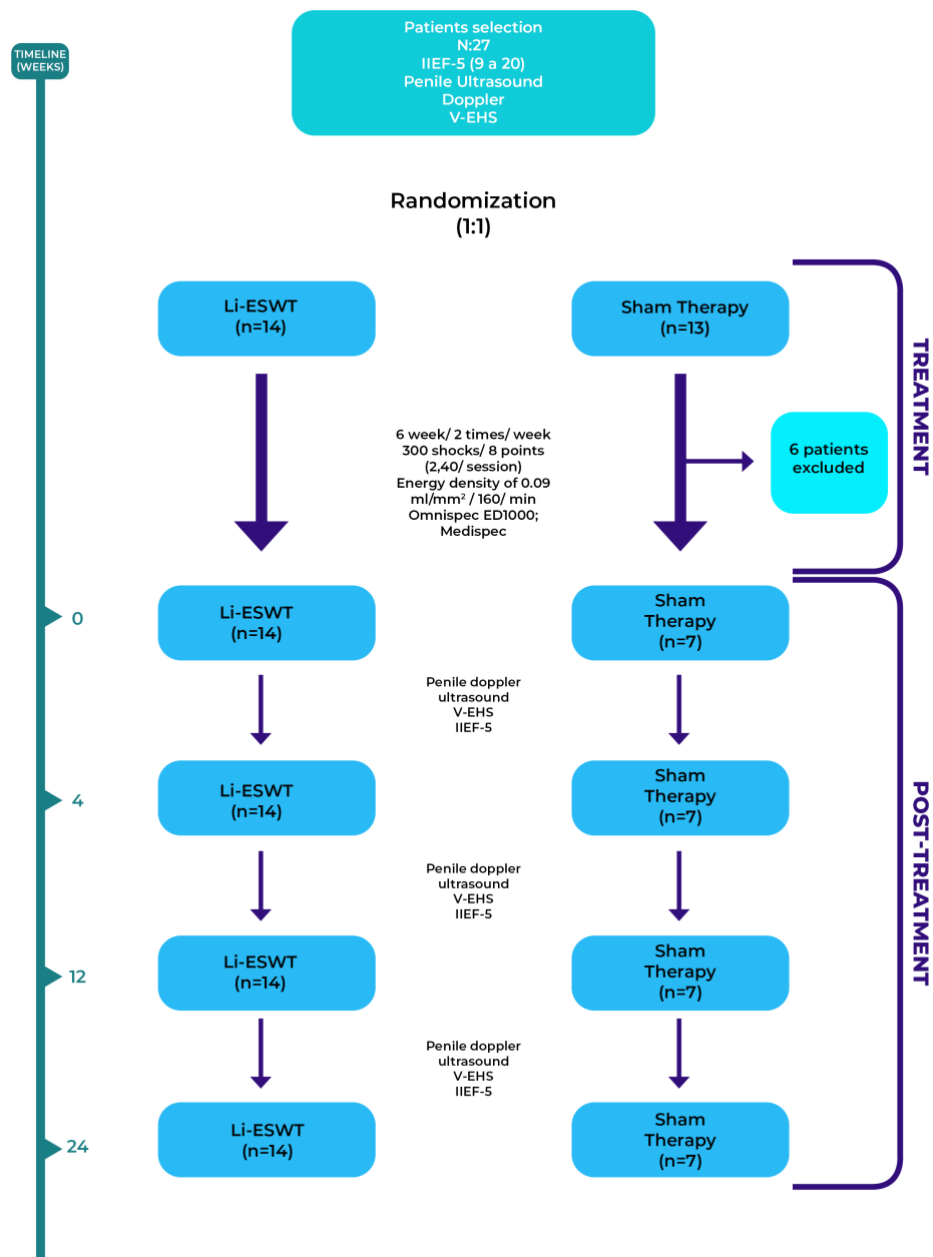 TIMELINE
(WEEKS)
Patients selection
N:27
IIEF-5 (9 a 20)
Penile Ultrasound
Doppler
V-EHS
Randomization
(1:1)
Li-ESWT
(n=14)
Sham Therapy
(n=13)
TREATMENT
6 week/ 2 times/ week
300 shocks/ 8 points
(2,40/ session)
Energy density of 0.09
ml/mm² / 160/ min
Omnispec ED1000;
Medispec
6 patients
excluded
0
Li-ESWT
(n=14)
Sham
Therapy
(n=7)
POST-TREATMENT
Penile doppler
ultrasound
V-EHS
IIEF-5
4
Li-ESWT
(n=14)
Sham
Therapy
(n=7)
Penile doppler
ultrasound
V-EHS
IIEF-5
12
Li-ESWT
(n=14)
Sham
Therapy
(n=7)
Penile doppler
ultrasound
V-EHS
IIEF-5
24
Li-ESWT
(n=14)
Sham
Therapy
(n=7)